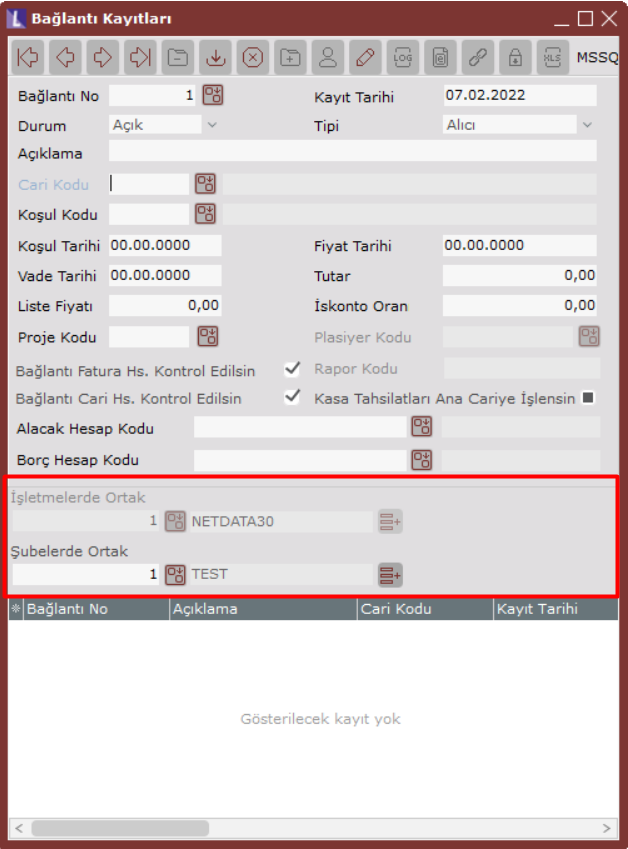 Bağlantı Kayıtları
LOG e XLS MSSQ
Bağlantı No 1 Kayıt Tarihi 07.02.2022
Durum Açık Tipi Alıcı
Açıklama
Cari Kodu
Koşul Kodu
Koşul Tarihi 00.00.0000 Fiyat Tarihi 00.00.0000
Vade Tarihi 00.00.0000 Tutar 0,00
Liste Fiyatı 0,00 İskonto Oran 0,00
Proje Kodu Plasiyer Kodu
Bağlantı Fatura Hs. Kontrol Edilsin Rapor Kodu
Bağlantı Cari Hs. Kontrol Edilsin Kasa Tahsilatları Ana Cariye İşlensin
Alacak Hesap Kodu
Borç Hesap Kodu
İşletmelerde Ortak
1 NETDATA30
Şubelerde Ortak
1 TEST
Bağlantı No Açıklama Cari Kodu Kayıt Tarihi
Gösterilecek kayıt yok